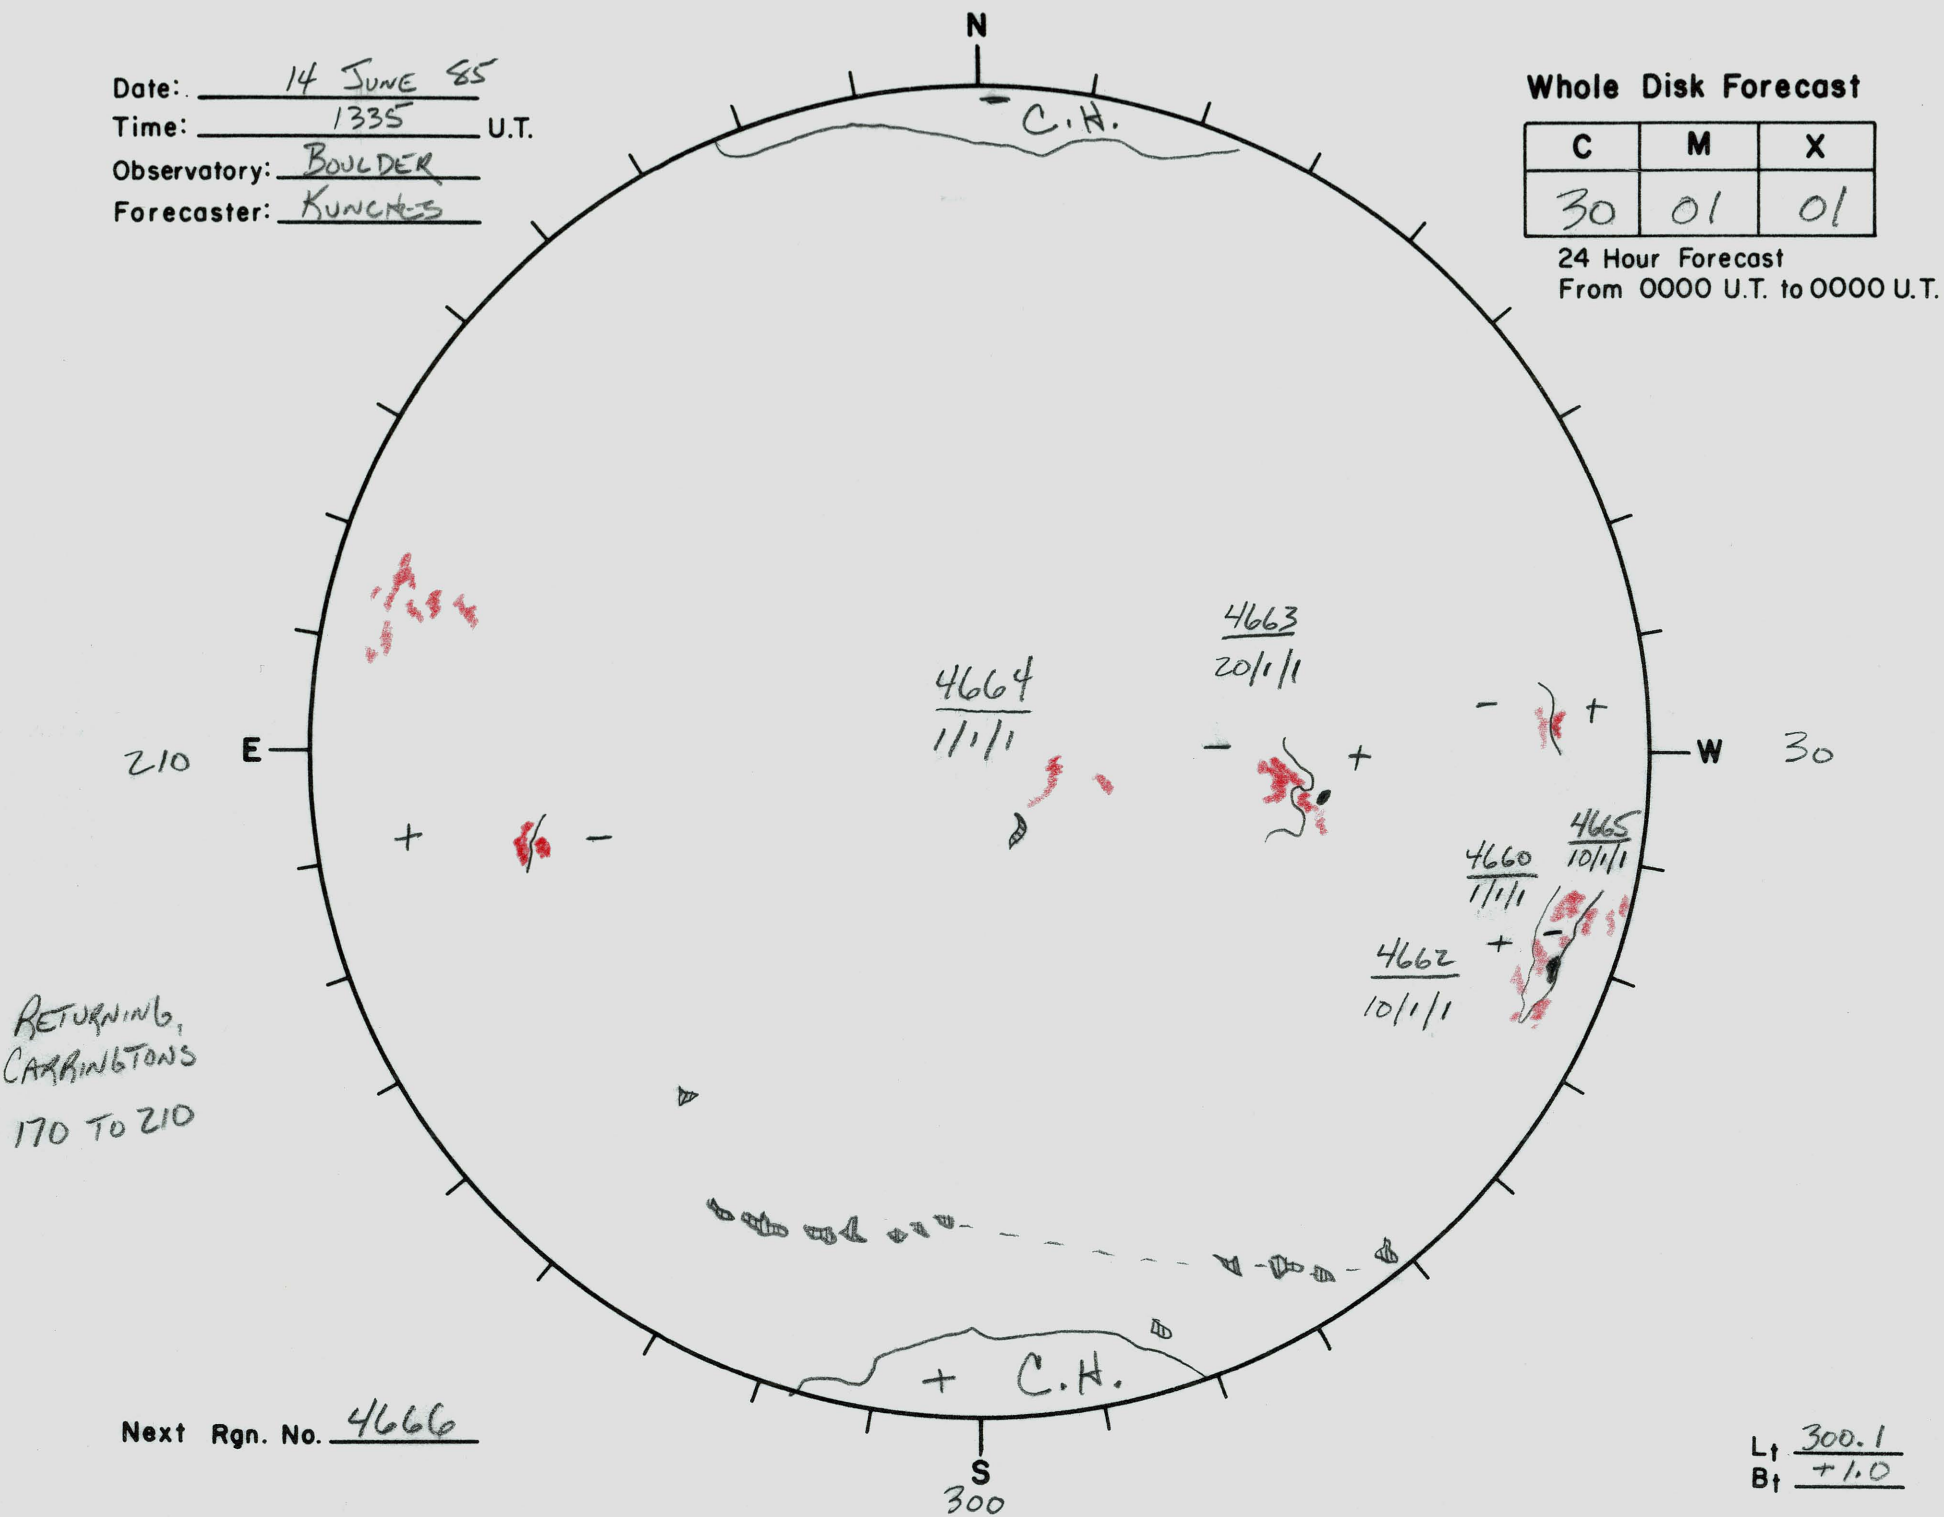 N
Date: 14 JUNE 85
Time: 1335 U.T.
Observatory: BOULDER
Forecaster: KUNCHES
- C.H.
Whole Disk Forecast
C M X
30 01 01
24 Hour Forecast
From 0000 U.T. to 0000 U.T.
4663
20/1/1
4664
1/1/1
- +
- +
210 E
W 30
+ -
4665
10/1/1
4660
1/1/1
+ -
4662
10/1/1
RETURNING,
CARRINGTONS
170 TO 210
+ C.H.
Next Rgn. No. 4666
Lt 300.1
Bt +1.0
S
300